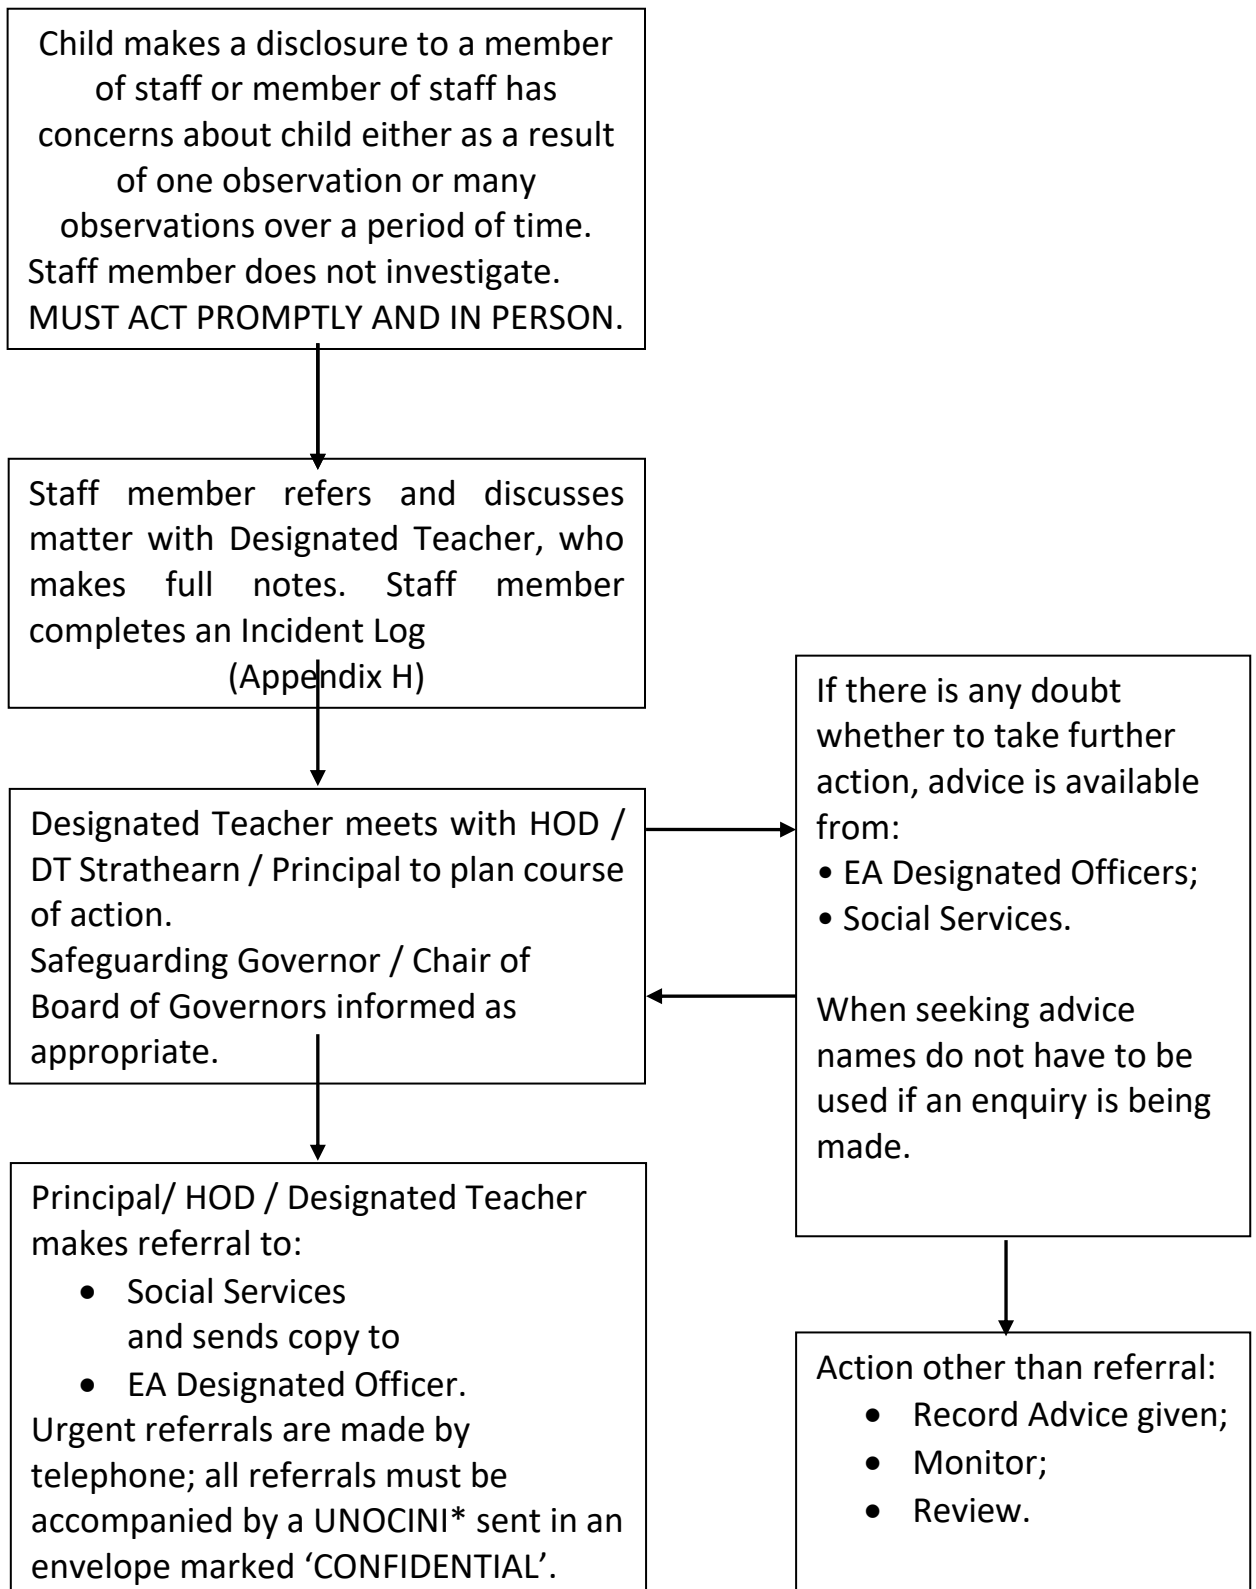 Child makes a disclosure to a member
of staff or member of staff has
concerns about child either as a result
of one observation or many
observations over a period of time.
Staff member does not investigate.
MUST ACT PROMPTLY AND IN PERSON.
Staff member refers and discusses
matter with Designated Teacher, who
makes full notes. Staff member
completes an Incident Log
(Appendix H)
Designated Teacher meets with HOD /
DT Strathearn / Principal to plan course
of action.
Safeguarding Governor / Chair of
Board of Governors informed as
appropriate.
If there is any doubt
whether to take further
action, advice is available
from:
• EA Designated Officers;
• Social Services.
When seeking advice
names do not have to be
used if an enquiry is being
made.
Principal/ HOD / Designated Teacher
makes referral to:
• Social Services
and sends copy to
• EA Designated Officer.
Urgent referrals are made by
telephone; all referrals must be
accompanied by a UNOCINI* sent in an
envelope marked ‘CONFIDENTIAL’.
Action other than referral:
• Record Advice given;
• Monitor;
• Review.